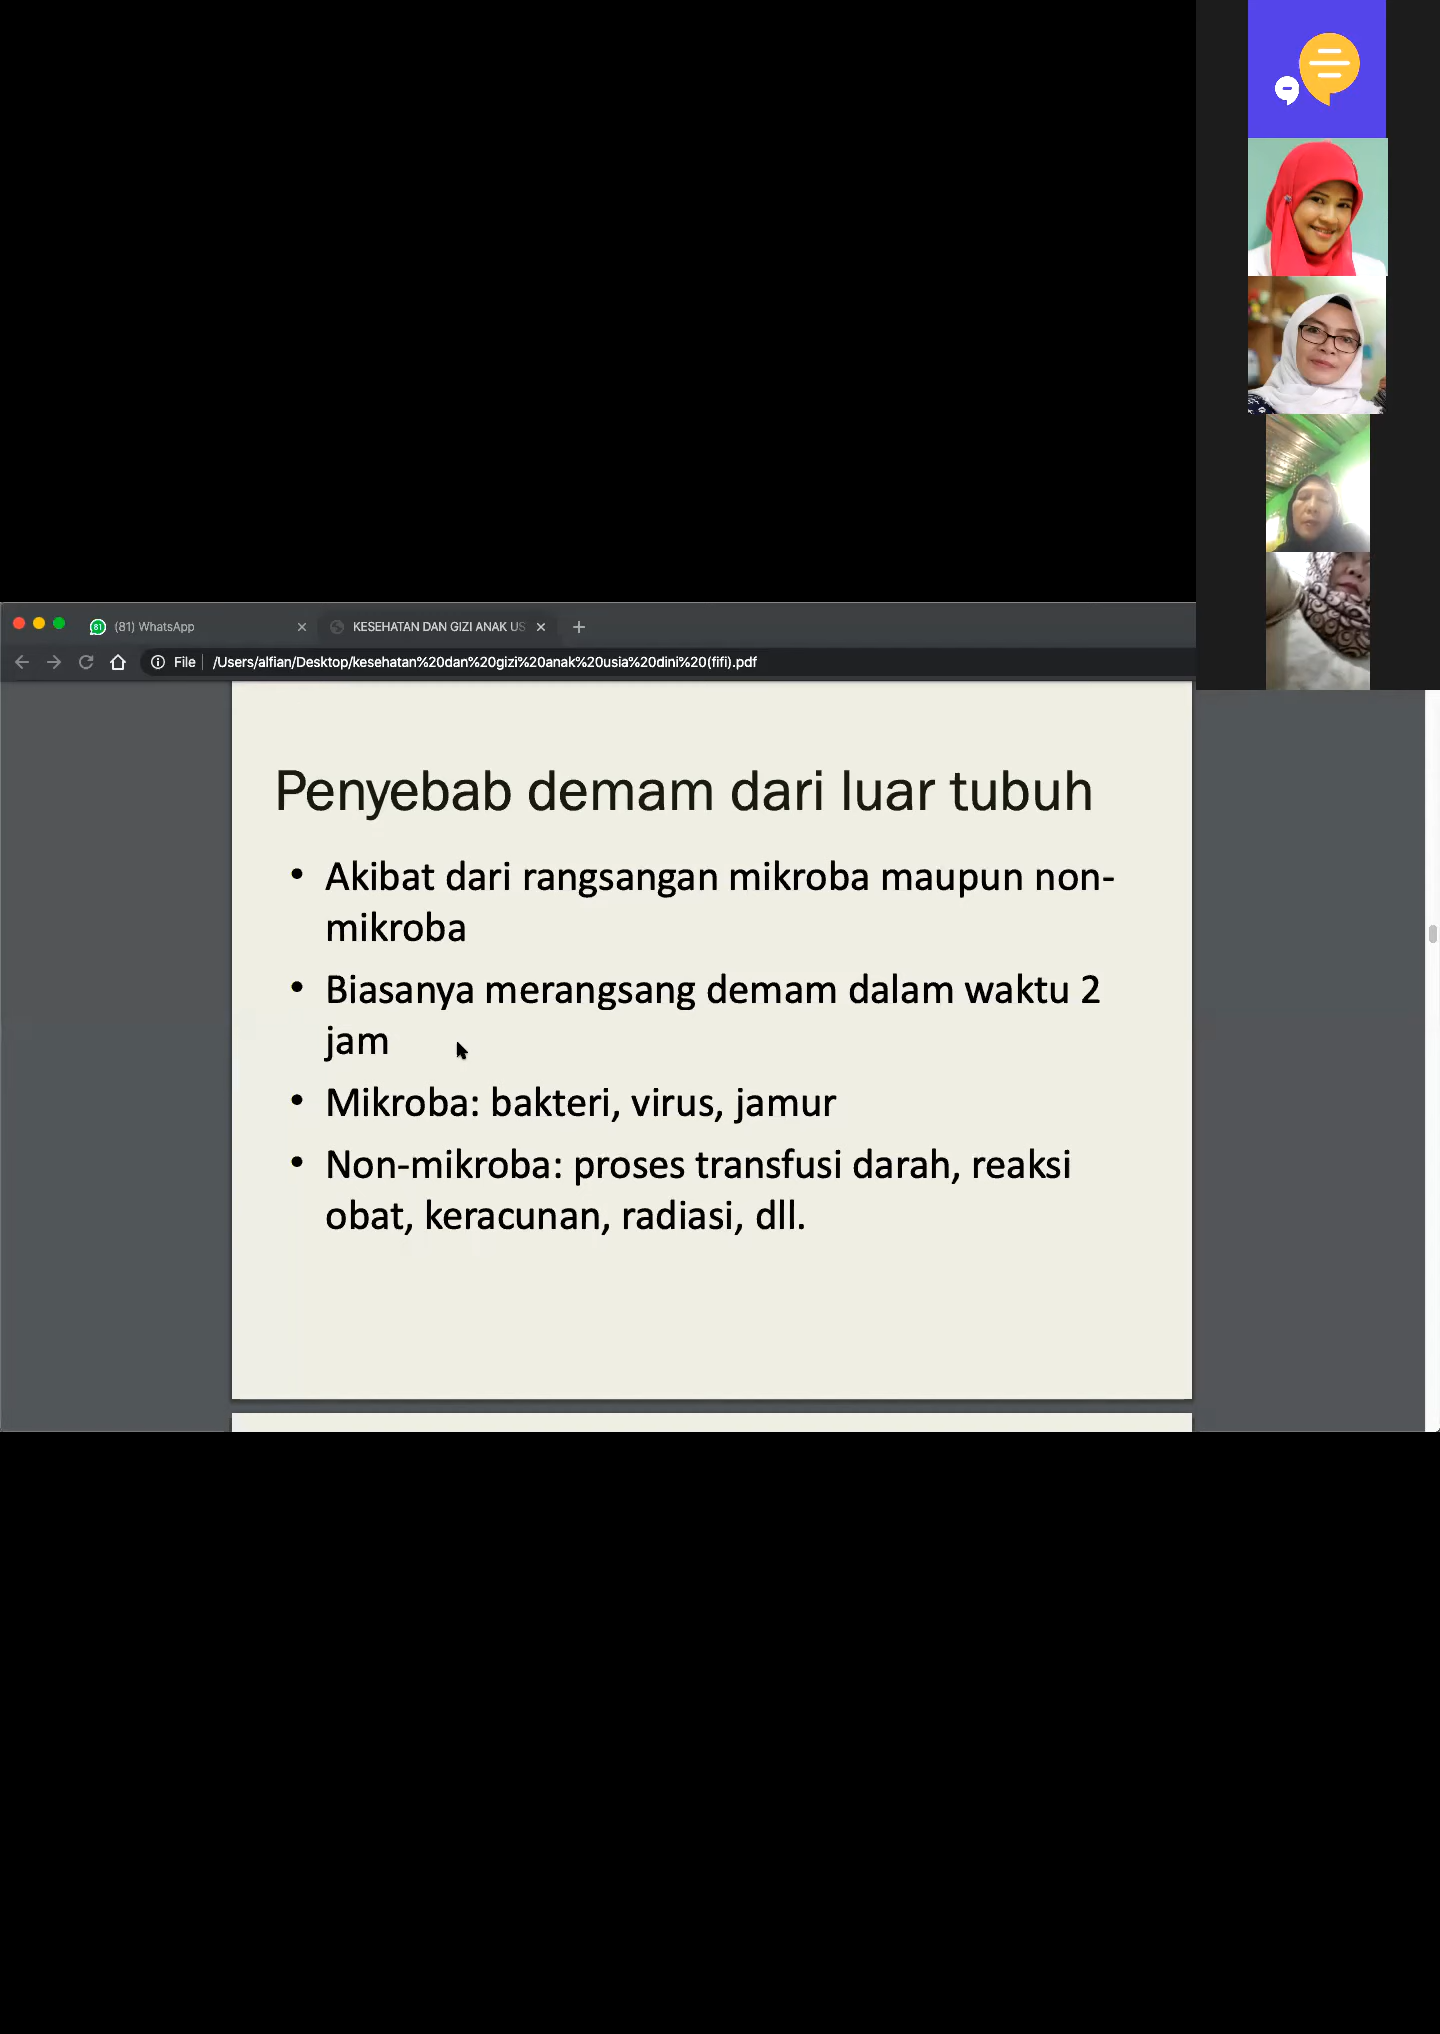 (81) WhatsApp
KESEHATAN DAN GIZI ANAK US
File
/Users/alfian/Desktop/kesehatan%20dan%20gizi%20anak%20usia%20dini%20(fifi).pdf
Penyebab demam dari luar tubuh
• Akibat dari rangsangan mikroba maupun non-
mikroba
• Biasanya merangsang demam dalam waktu 2
jam
• Mikroba: bakteri, virus, jamur
• Non-mikroba: proses transfusi darah, reaksi
obat, keracunan, radiasi, dll.